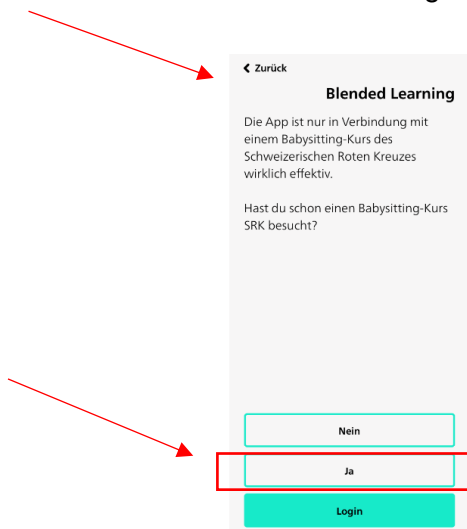 Zurück
Blended Learning
Die App ist nur in Verbindung mit
einem Babysitting-Kurs des
Schweizerischen Roten Kreuzes
wirklich effektiv.
Hast du schon einen Babysitting-Kurs
SRK besucht?
Nein
Ja
Login